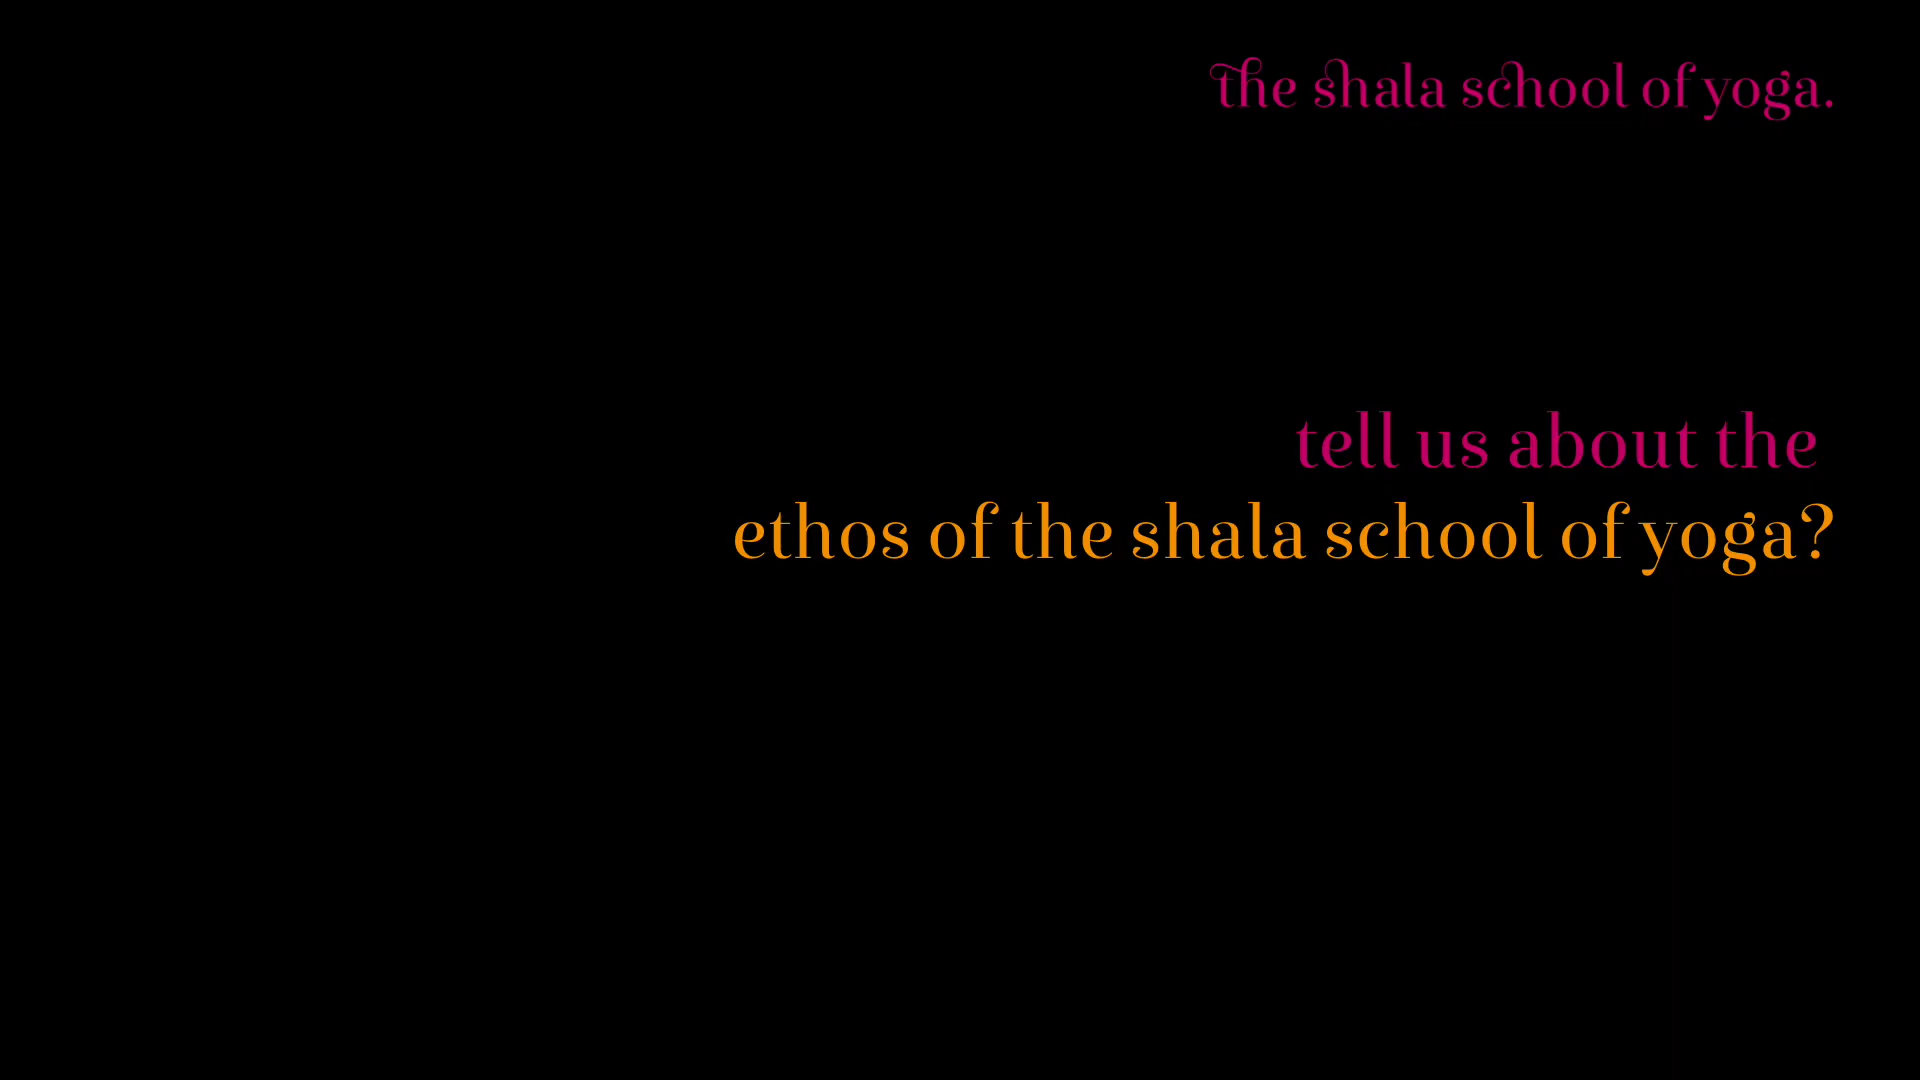 the shala school of yoga.
tell us about the
ethos of the shala school of yoga?